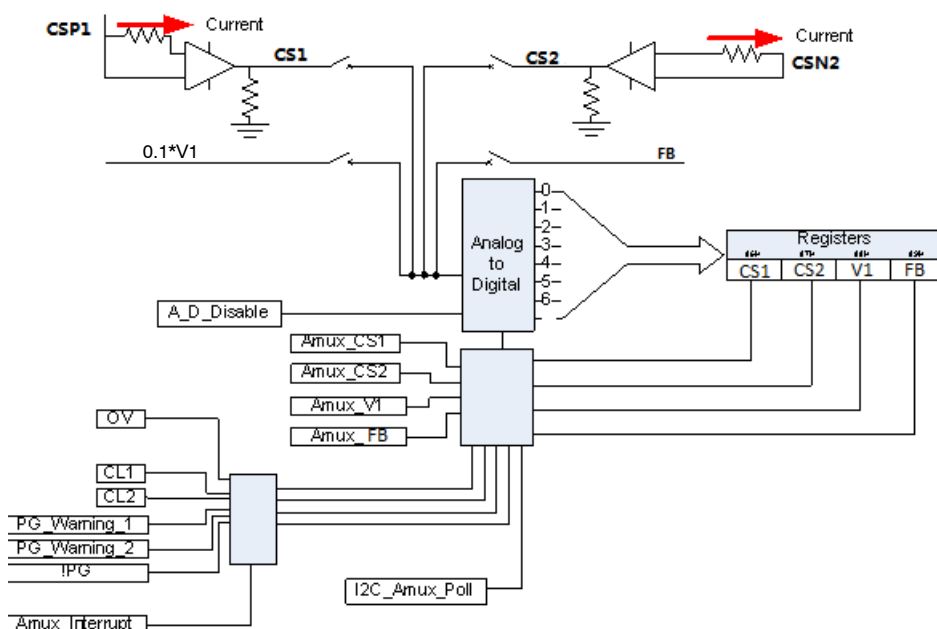 CSP1
Current
CS1
CS2
Current
CSN2
0.1*V1
FB
0
1
2
3
4
5
6
Analog
to
Digital
Registers
CS1 CS2 V1 FB
A_D_Disable
Amux_CS1
Amux_CS2
Amux_V1
Amux_FB
OV
CL1
CL2
PG_Warning_1
PG_Warning_2
!PG
I2C_Amux_Poll
Amux_Interrupt